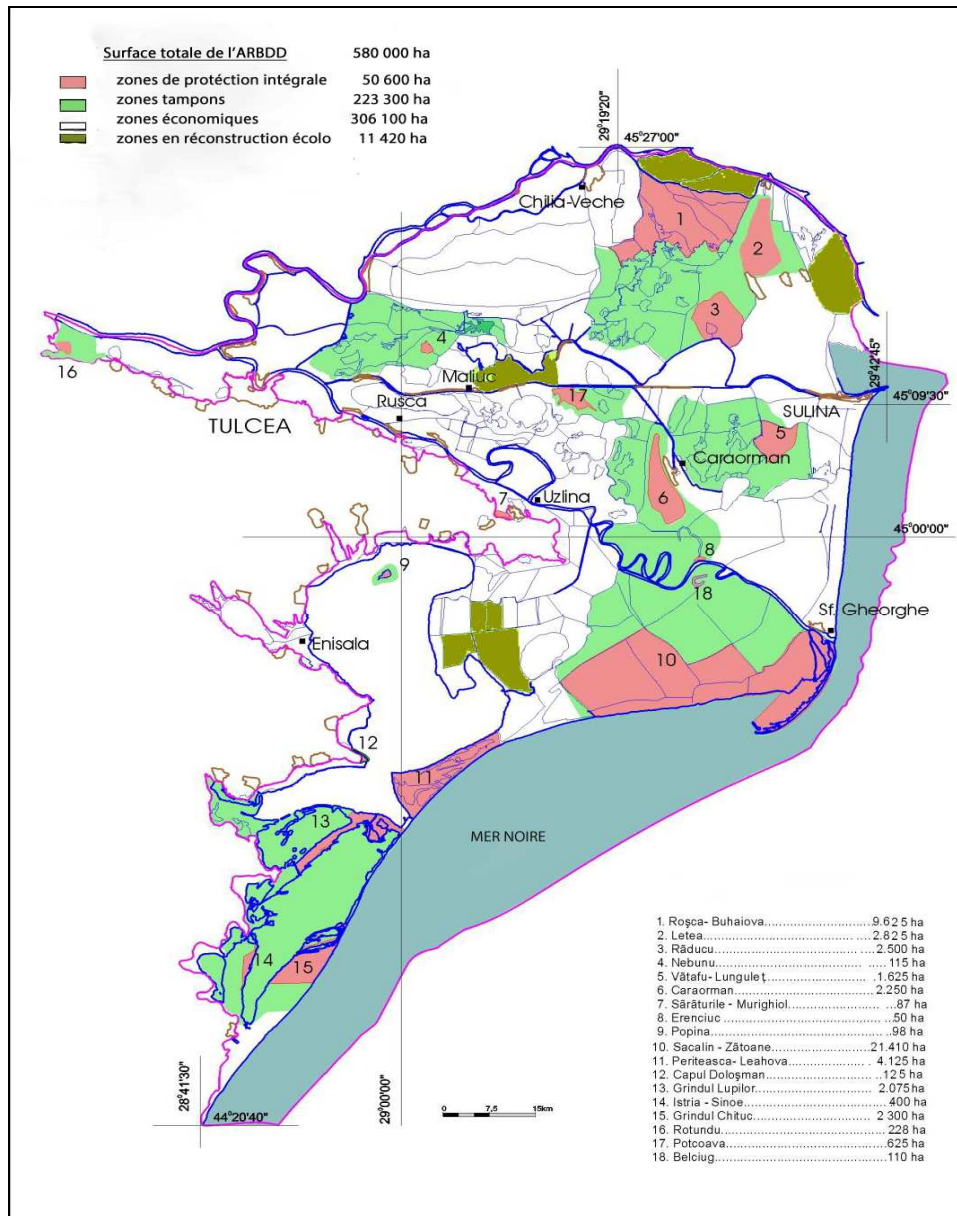 Surface totale de l'ARBDD 580 000 ha
zones de protéction intégrale 50 600 ha
zones tampons 223 300 ha
zones économiques 306 100 ha
zones en réconstruction écolo 11 420 ha
29°19'20"
45°27'00"
Chilia-Veche
1
2
3
4
16
29°42'45"
Maliuc
17
45°09'30"
Rusca
SULINA
TULCEA
5
Caraorman
6
7
Uzlina
45°00'00"
8
9
18
Sf. Gheorghe
Enisala
10
12
11
13
MER NOIRE
14
15
28°41'30"
29°00'00"
44°20'40"
0 7,5 15km
1. Roşca- Buhaiova..................9.625 ha
2. Letea.................................2.825 ha
3. Răducu..............................2.500 ha
4. Nebunu..............................115 ha
5. Vătafu- Lunguleţ..................1.625 ha
6. Caraorman.........................2.250 ha
7. Sărăturile - Murighiol............87 ha
8. Erenciuc............................50 ha
9. Popina...............................98 ha
10. Sacalin - Zătoane...............21.410 ha
11. Periteasca- Leahova...........4.125 ha
12. Capul Doloşman................125 ha
13. Grindul Lupilor..................2.075 ha
14. Istria - Sinoe.....................400 ha
15. Grindul Chituc...................2 300 ha
16. Rotundu...........................228 ha
17. Potcoava..........................625 ha
18. Belciug.............................110 ha